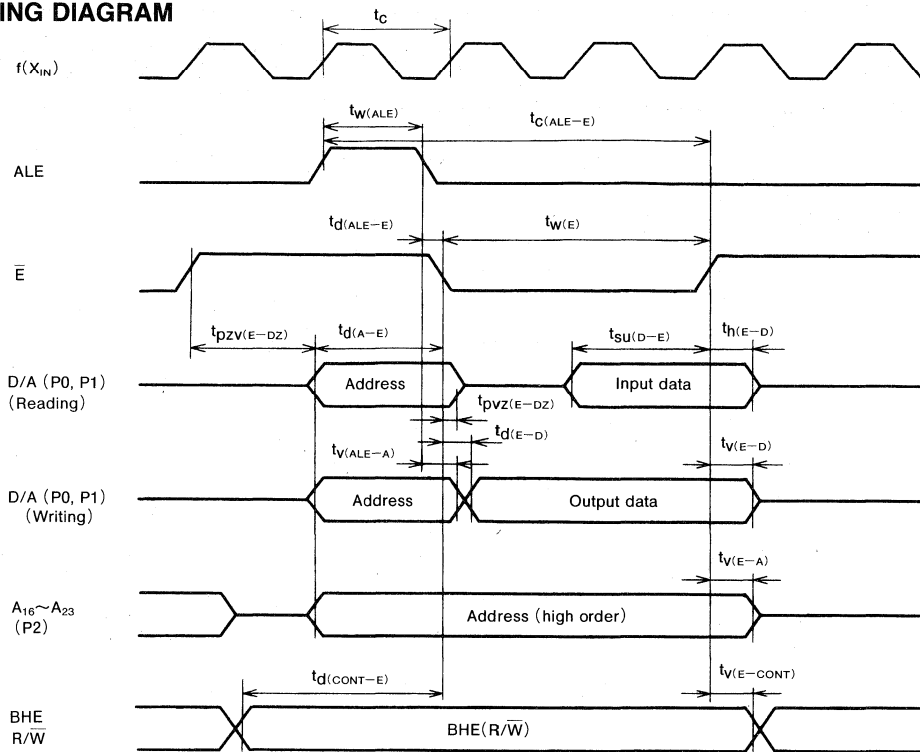 ING DIAGRAM
tC
f(XIN)
tW(ALE)
tC(ALE−E)
ALE
td(ALE−E)
tW(E)
E̅
tpzv(E−DZ)
td(A−E)
tsu(D−E)
th(E−D)
D/A (P0, P1)
(Reading)
Address
Input data
tpvz(E−DZ)
td(E−D)
tV(ALE−A)
tV(E−D)
D/A (P0, P1)
(Writing)
Address
Output data
tV(E−A)
A16~A23
(P2)
Address (high order)
td(CONT−E)
tV(E−CONT)
BHE
R/W̅
BHE(R/W̅)